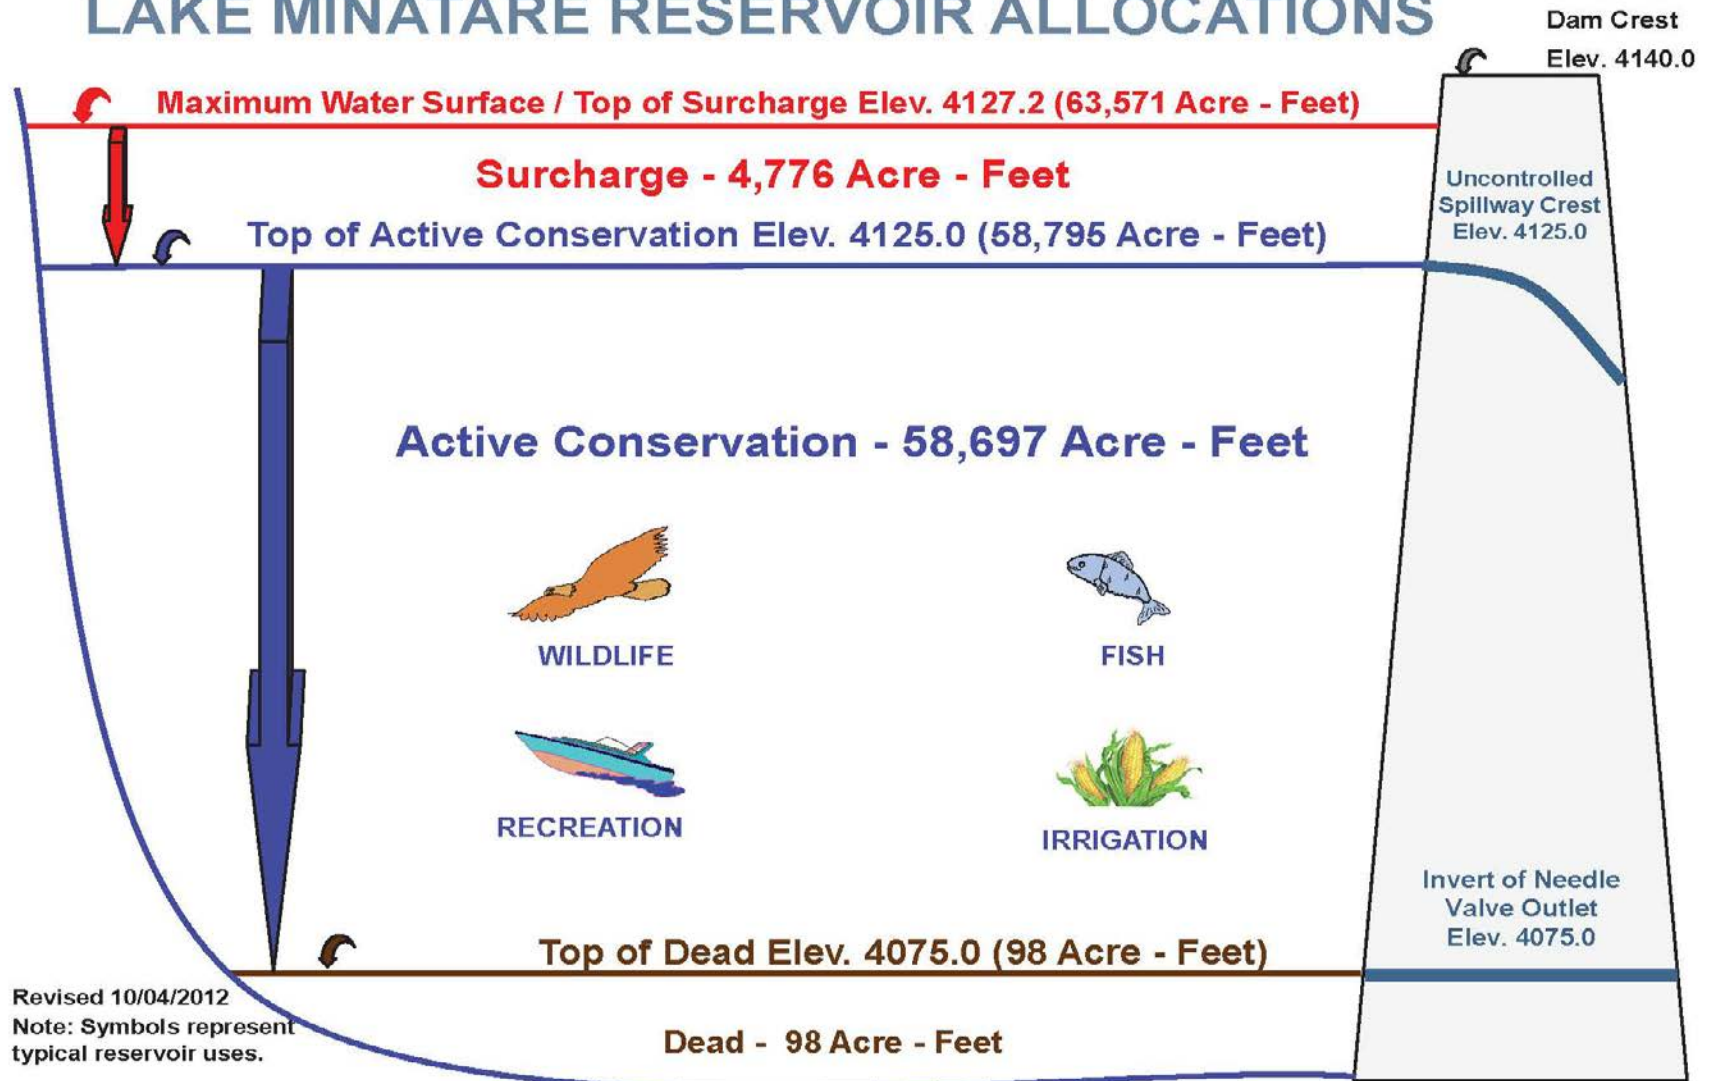 LAKE MINATARE RESERVOIR ALLOCATIONS
Dam Crest
Elev. 4140.0
Maximum Water Surface / Top of Surcharge Elev. 4127.2 (63,571 Acre - Feet)
Surcharge - 4,776 Acre - Feet
Uncontrolled
Spillway Crest
Elev. 4125.0
Top of Active Conservation Elev. 4125.0 (58,795 Acre - Feet)
Active Conservation - 58,697 Acre - Feet
WILDLIFE
FISH
RECREATION
IRRIGATION
Invert of Needle
Valve Outlet
Elev. 4075.0
Top of Dead Elev. 4075.0 (98 Acre - Feet)
Revised 10/04/2012
Note: Symbols represent
typical reservoir uses.
Dead - 98 Acre - Feet